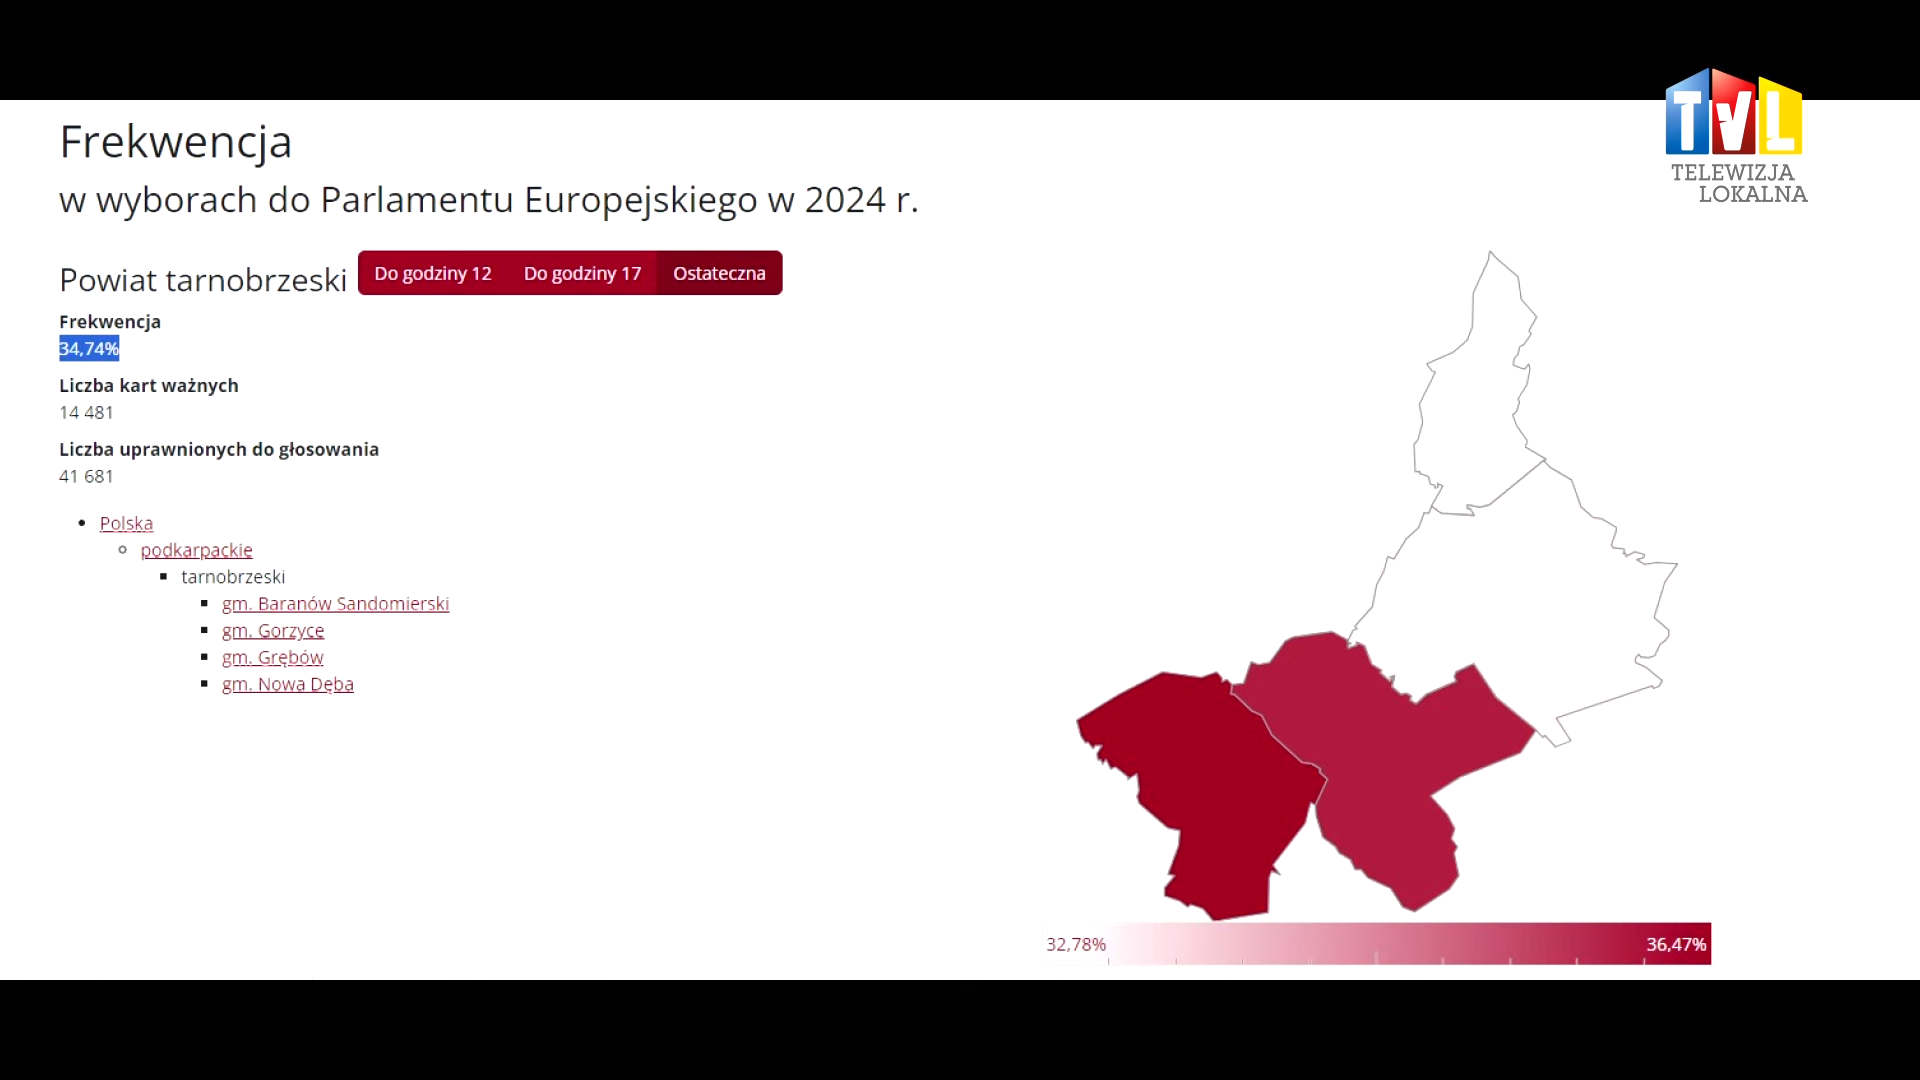 TVL
TELEWIZJA
LOKALNA
Frekwencja
w wyborach do Parlamentu Europejskiego w 2024 r.
Powiat tarnobrzeski
Do godziny 12 Do godziny 17 Ostateczna
Frekwencja
34,74%
Liczba kart ważnych
14 481
Liczba uprawnionych do głosowania
41 681
Polska
podkarpackie
tarnobrzeski
gm. Baranów Sandomierski
gm. Gorzyce
gm. Grębów
gm. Nowa Dęba
32,78% 36,47%